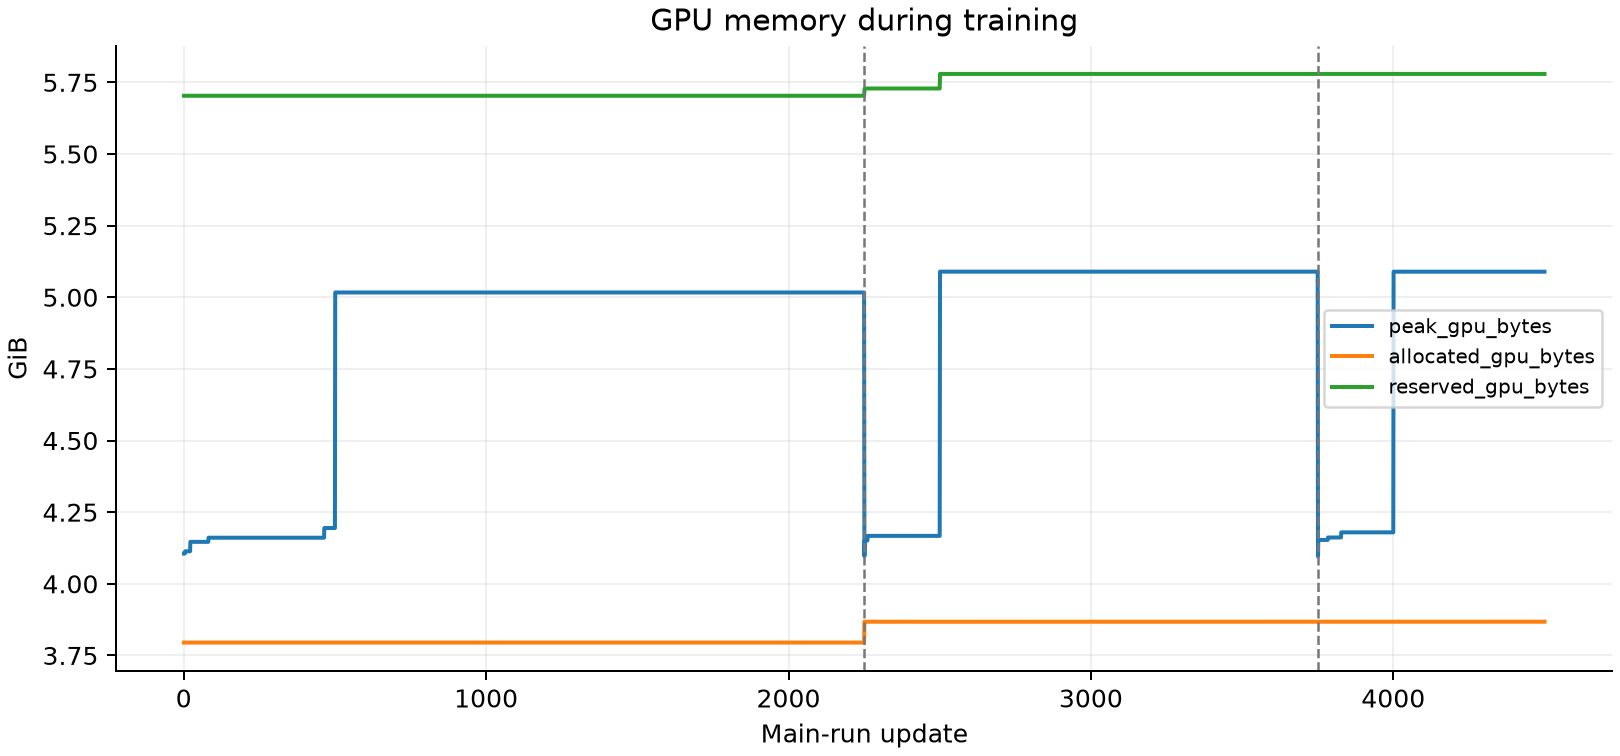 GPU memory during training
5.75
5.50
5.25
5.00
4.75
4.50
4.25
4.00
3.75
GiB
peak_gpu_bytes
allocated_gpu_bytes
reserved_gpu_bytes
0
1000
2000
3000
4000
Main-run update